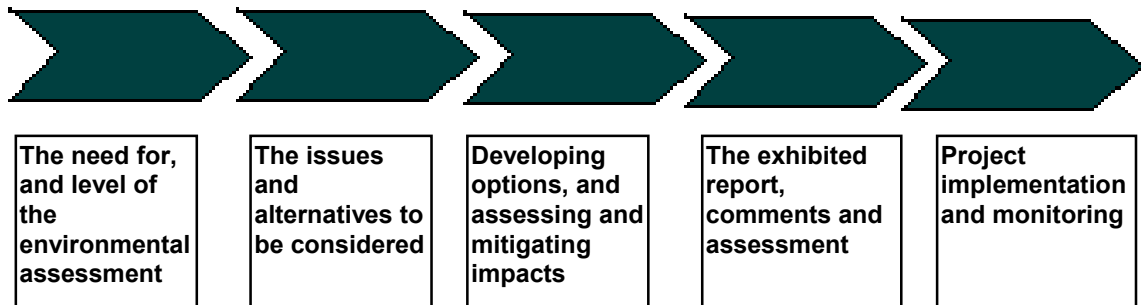 The need for,
and level of
the
environmental
assessment
The issues
and
alternatives to
be considered
Developing
options, and
assessing and
mitigating
impacts
The exhibited
report,
comments and
assessment
Project
implementation
and monitoring